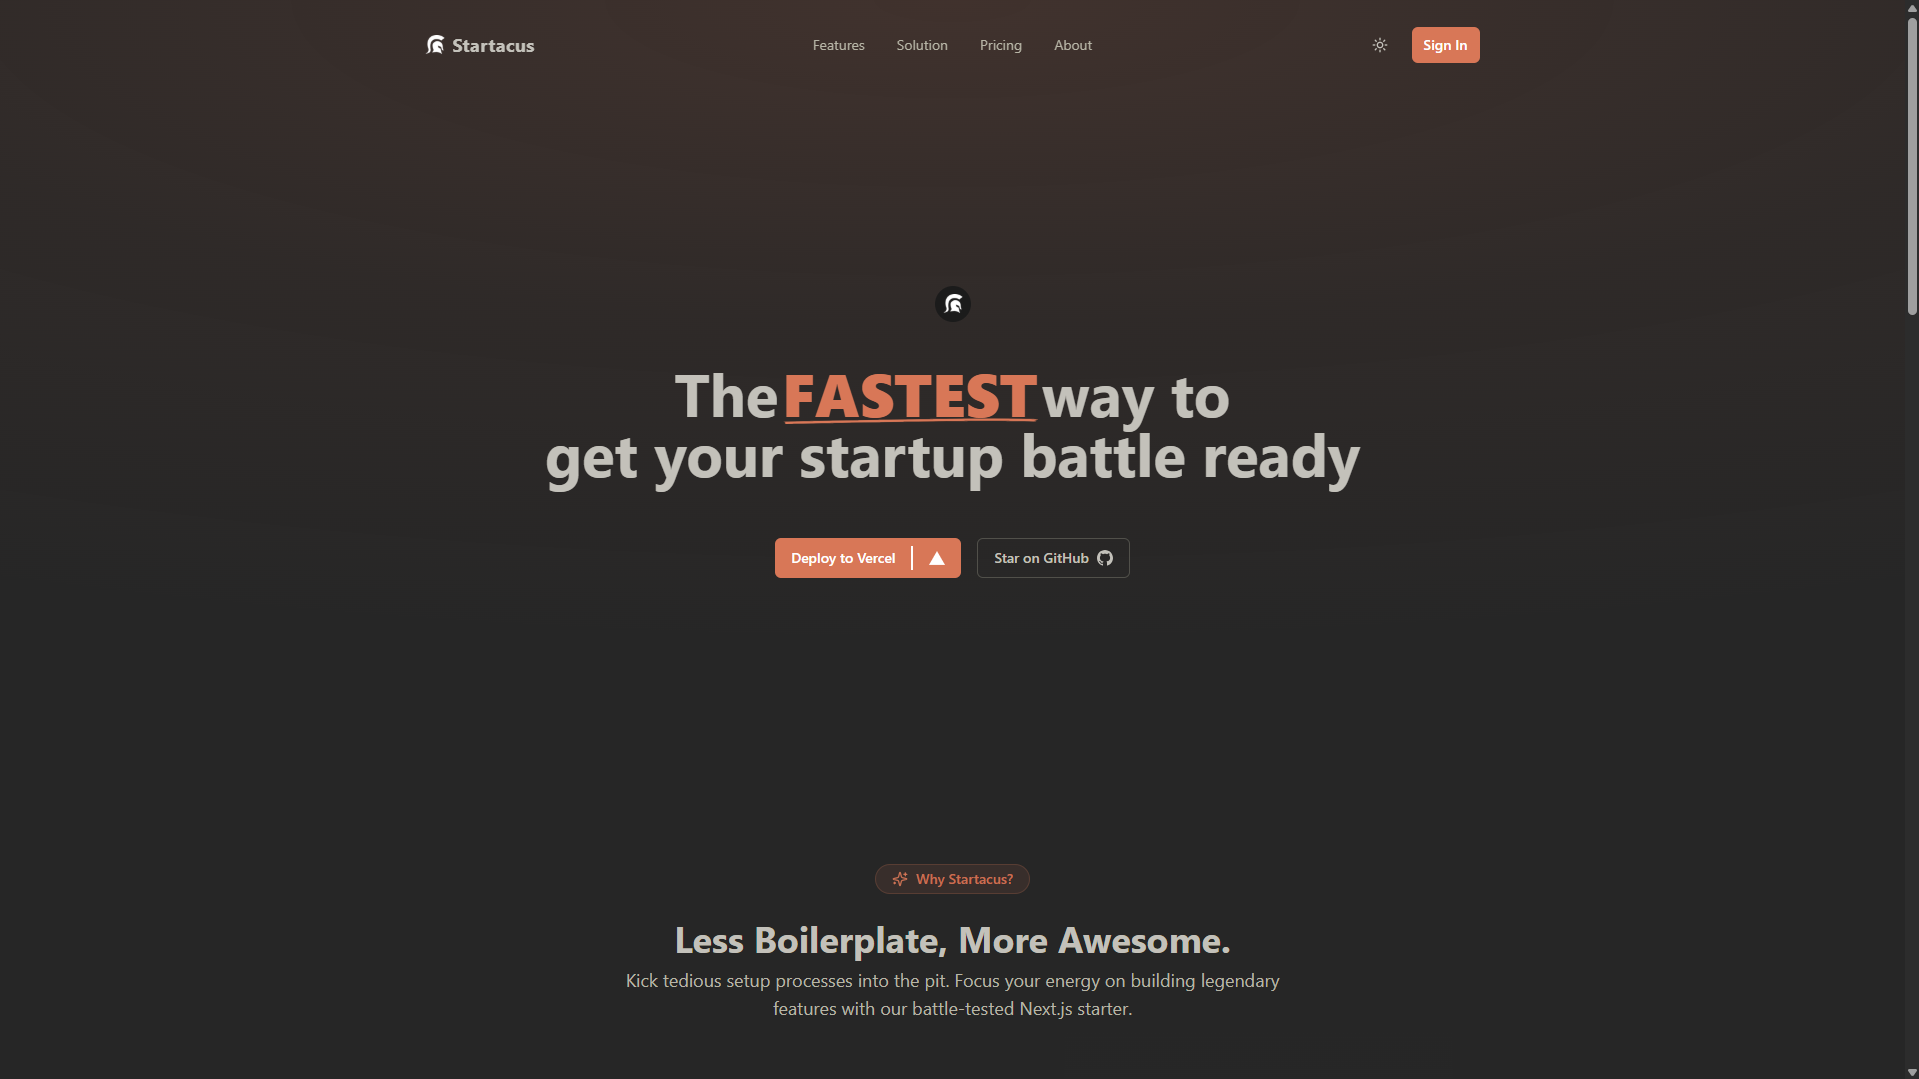 Startacus
Features
Solution
Pricing
About
Sign In
The FASTEST way to
get your startup battle ready
Deploy to Vercel
Star on GitHub
Why Startacus?
Less Boilerplate, More Awesome.
Kick tedious setup processes into the pit. Focus your energy on building legendary
features with our battle-tested Next.js starter.